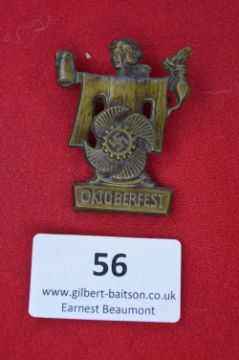 OKTOBERFEST
56
www.gilbert-baitson.co.uk
Earnest Beaumont